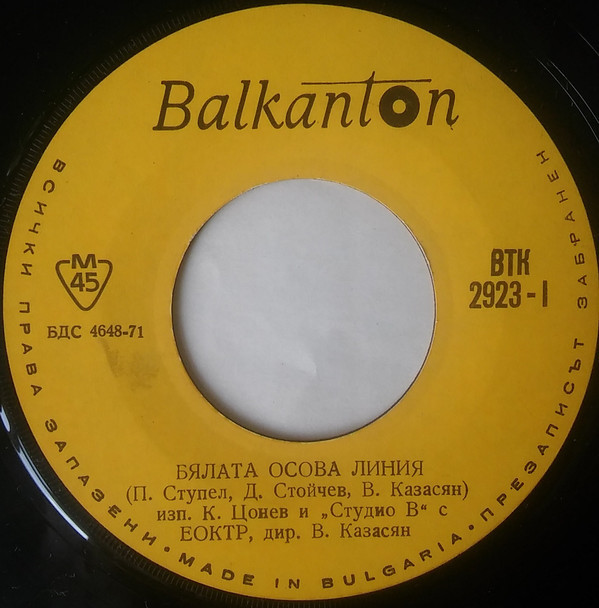 Balkanton
ВСИЧКИ ПРАВА ЗАПАЗЕНИ • MADE IN BULGARIA • ПРЕЗАПИСЪТ ЗАБРАНЕН
М
45
БДС 4648-71
ВТК
2923-I
БЯЛАТА ОСОВА ЛИНИЯ
(П. Ступел, Д. Стойчев, В. Казасян)
изп. К. Цонев и „Студио В“ с
ЕОКТР, дир. В. Казасян